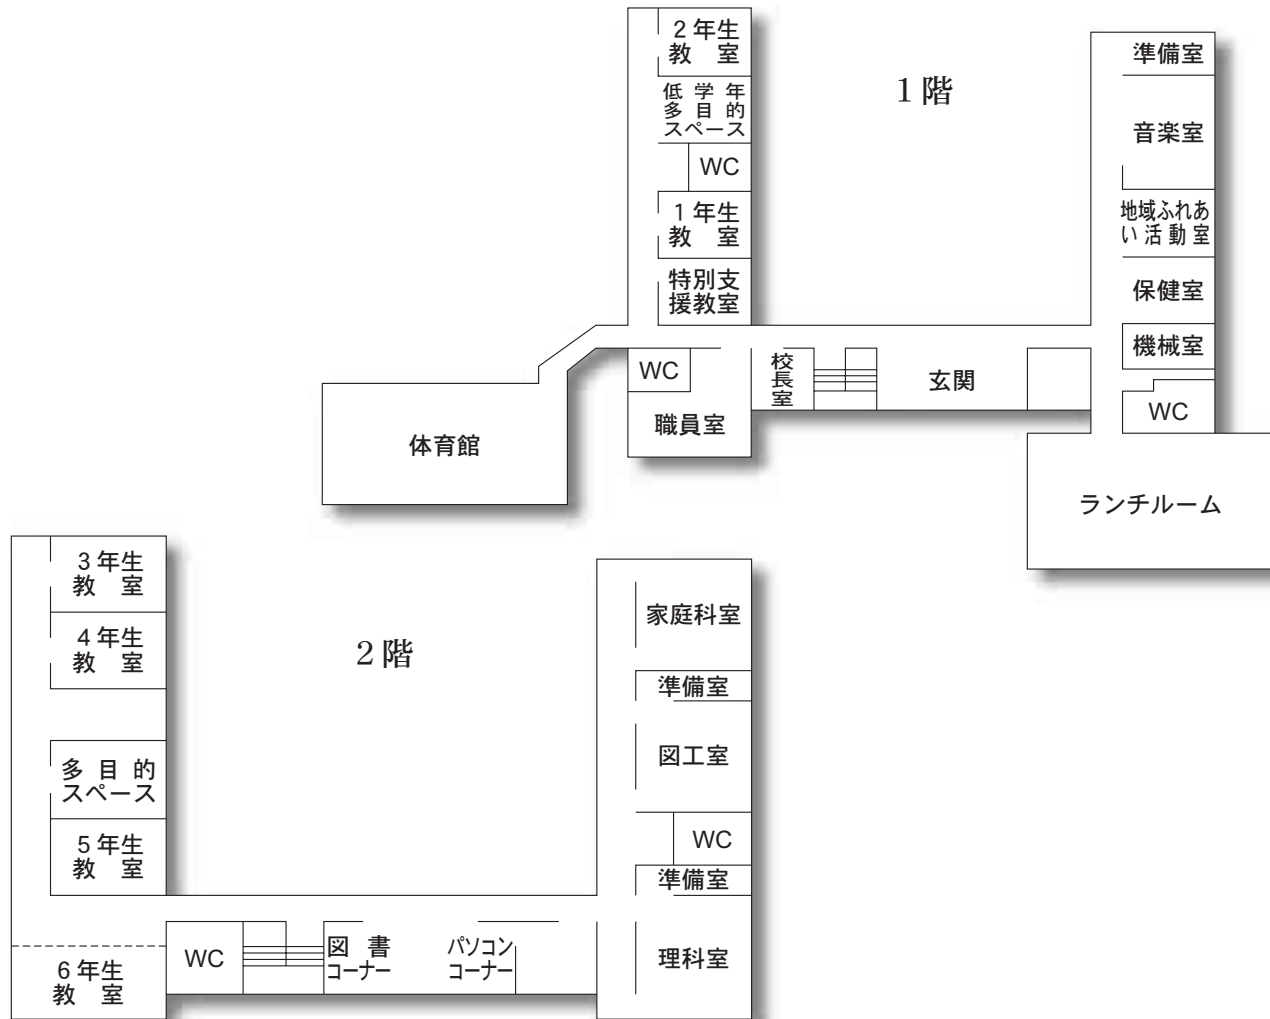 1階
2年生
教　室
低学年
多目的
スペース
WC
1年生
教　室
特別支
援教室
WC
職員室
校長室
玄関
体育館
準備室
音楽室
地域ふれあ
い活動室
保健室
機械室
WC
ランチルーム
2階
3年生
教　室
4年生
教　室
多目的
スペース
5年生
教　室
6年生
教　室
WC
図　書
コーナー
パソコン
コーナー
家庭科室
準備室
図工室
WC
準備室
理科室